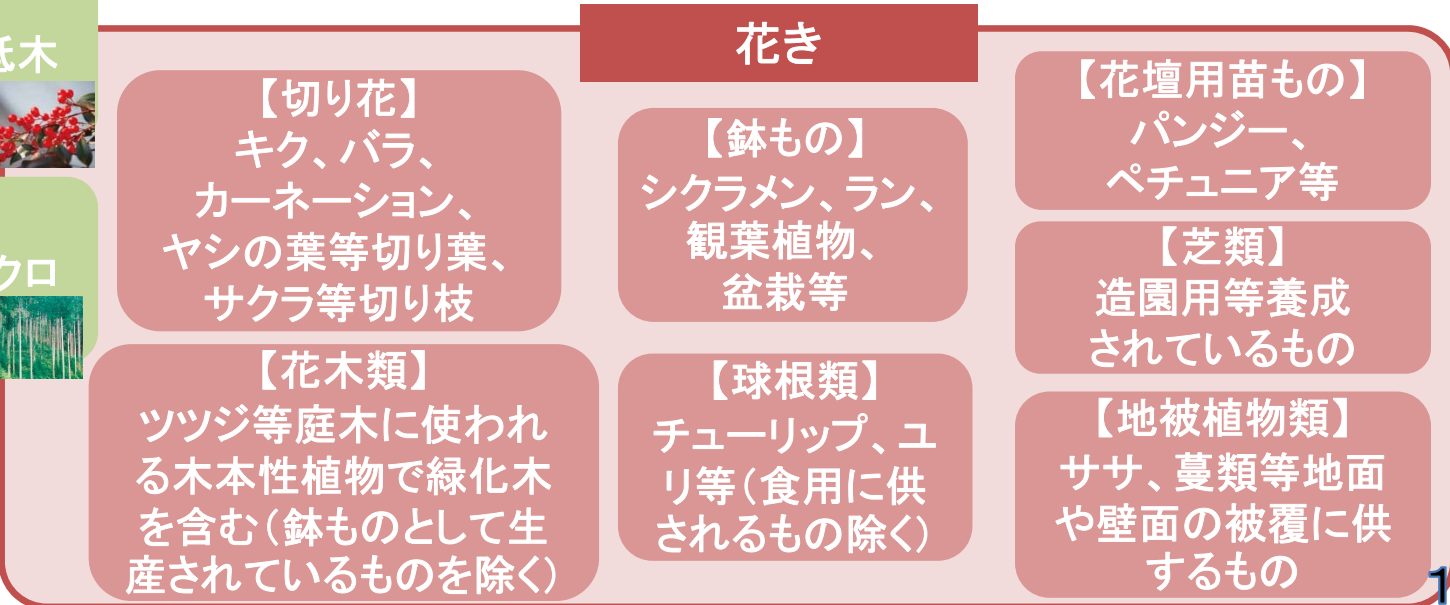 花き
低木
クロ
【切り花】
キク、バラ、
カーネーション、
ヤシの葉等切り葉、
サクラ等切り枝
【花木類】
ツツジ等庭木に使われ
る木本性植物で緑化木
を含む（鉢ものとして生
産されているものを除く）
【鉢もの】
シクラメン、ラン、
観葉植物、
盆栽等
【球根類】
チューリップ、ユ
リ等（食用に供
されるもの除く）
【花壇用苗もの】
パンジー、
ペチュニア等
【芝類】
造園用等養成
されているもの
【地被植物類】
ササ、蔓類等地面
や壁面の被覆に供
するもの
1